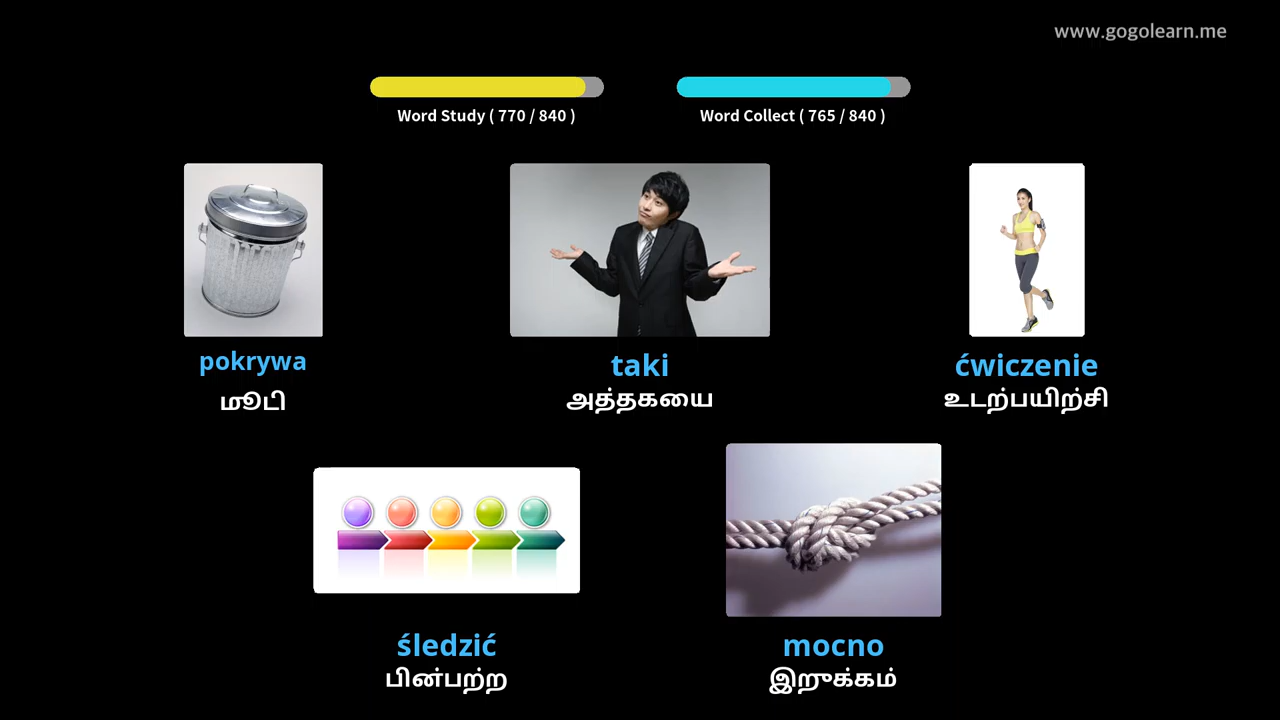 www.gogolearn.me
Word Study ( 770 / 840 )
Word Collect ( 765 / 840 )
pokrywa
மூடி
taki
அத்தகயை
ćwiczenie
உடற்பயிற்சி
śledzić
பின்பற்ற
mocno
இறுக்கம்